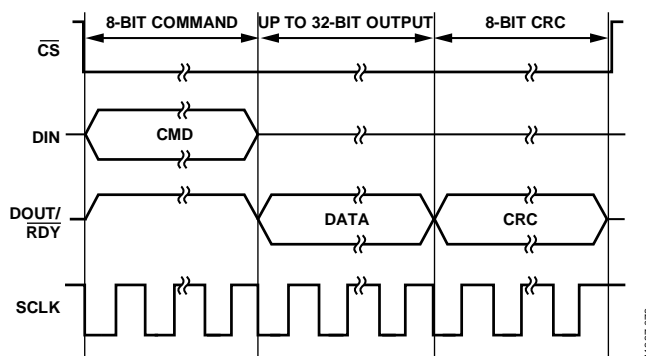 8-BIT COMMAND UP TO 32-BIT OUTPUT 8-BIT CRC
CS
DIN CMD
DOUT/
RDY DATA CRC
SCLK